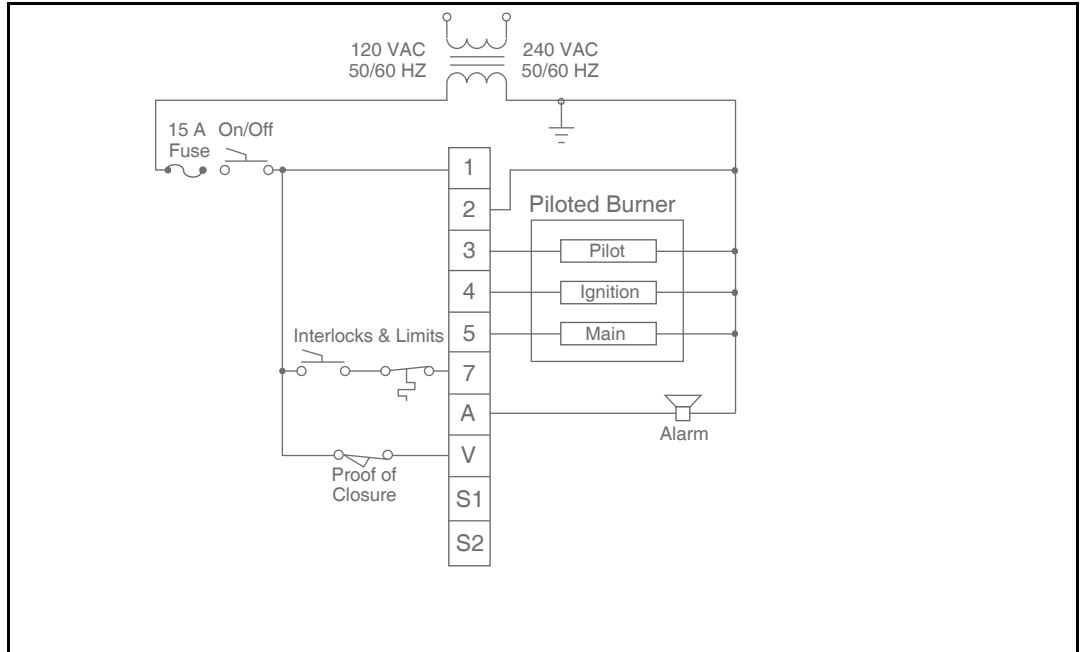 120 VAC
50/60 HZ
240 VAC
50/60 HZ
15 A
Fuse
On/Off
1
2
Piloted Burner
3
Pilot
4
Ignition
5
Main
Interlocks & Limits
7
A
Alarm
V
Proof of
Closure
S1
S2